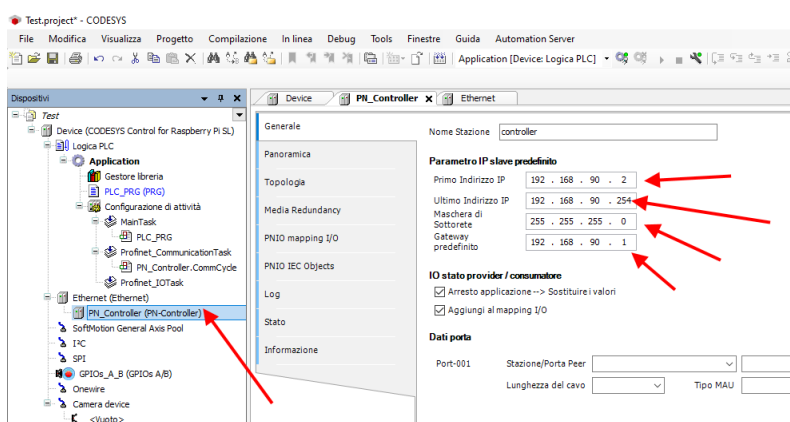 Test.project* - CODESYS
File Modifica Visualizza Progetto Compilazione In linea Debug Tools Finestre Guida Automation Server
Application [Device: Logica PLC]
Dispositivi
Device
PN_Controller
Ethernet
Test
Device (CODESYS Control for Raspberry Pi SL)
Logica PLC
Application
Gestore libreria
PLC_PRG (PRG)
Configurazione di attività
MainTask
PLC_PRG
Profinet_CommunicationTask
PN_Controller.CommCycle
Profinet_IOTask
Ethernet (Ethernet)
PN_Controller (PN-Controller)
SoftMotion General Axis Pool
I²C
SPI
GPIOs_A_B (GPIOs A/B)
Onewire
Camera device
<Vuoto>
Generale
Panoramica
Topologia
Media Redundancy
PNIO mapping I/O
PNIO IEC Objects
Log
Stato
Informazione
Nome Stazione controller
Parametro IP slave predefinito
Primo Indirizzo IP 192 . 168 . 90 . 2
Ultimo Indirizzo IP 192 . 168 . 90 . 254
Maschera di
Sottorete 255 . 255 . 255 . 0
Gateway
predefinito 192 . 168 . 90 . 1
IO stato provider / consumatore
Arresto applicazione --> Sostituire i valori
Aggiungi al mapping I/O
Dati porta
Port-001 Stazione/Porta Peer
Lunghezza del cavo Tipo MAU